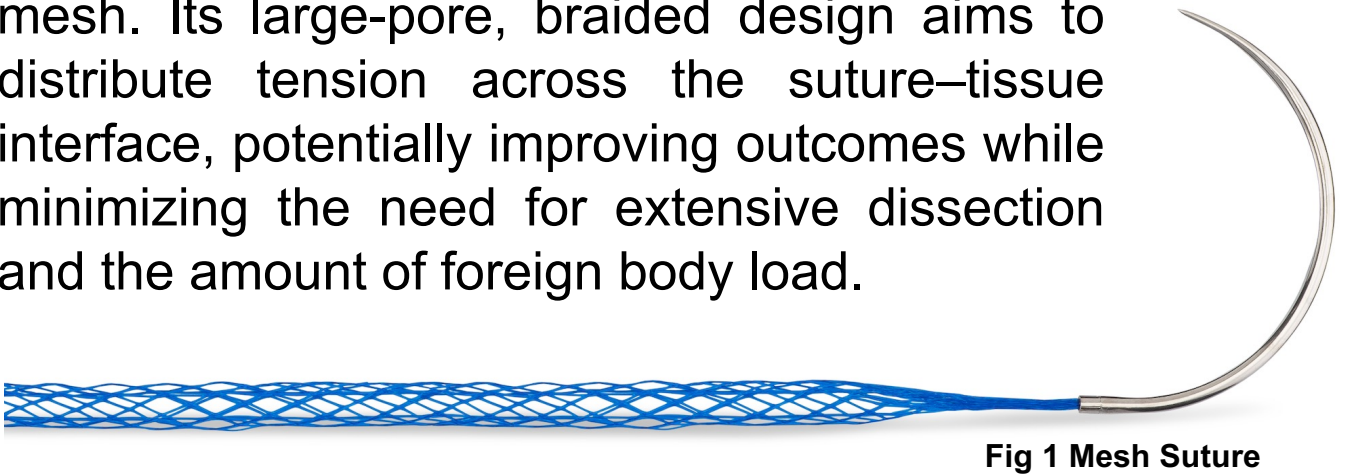 mesh. Its large-pore, braided design aims to
distribute tension across the suture–tissue
interface, potentially improving outcomes while
minimizing the need for extensive dissection
and the amount of foreign body load.
Fig 1 Mesh Suture